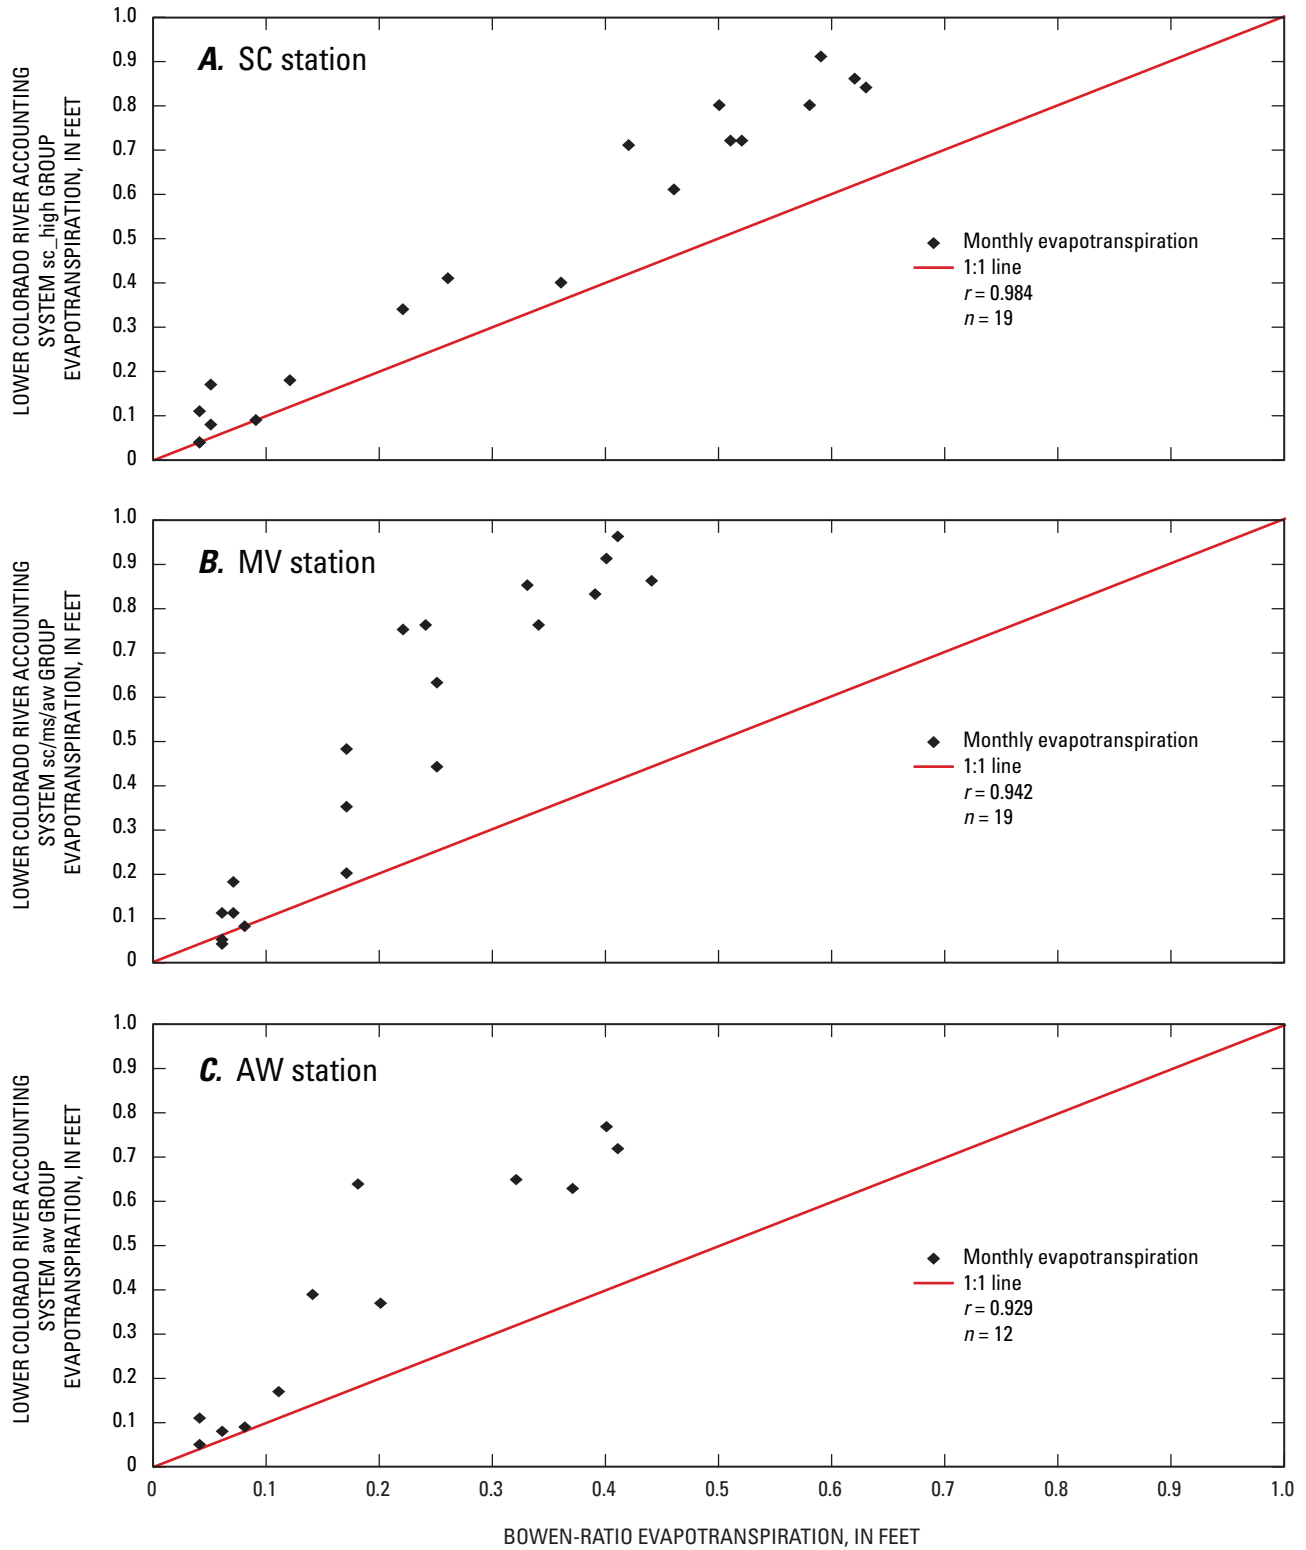 LOWER COLORADO RIVER ACCOUNTING
SYSTEM sc_high GROUP
EVAPOTRANSPIRATION, IN FEET
1.0
0.9
0.8
0.7
0.6
0.5
0.4
0.3
0.2
0.1
0
A. SC station
Monthly evapotranspiration
1:1 line
r = 0.984
n = 19
LOWER COLORADO RIVER ACCOUNTING
SYSTEM sc/ms/aw GROUP
EVAPOTRANSPIRATION, IN FEET
1.0
0.9
0.8
0.7
0.6
0.5
0.4
0.3
0.2
0.1
0
B. MV station
Monthly evapotranspiration
1:1 line
r = 0.942
n = 19
LOWER COLORADO RIVER ACCOUNTING
SYSTEM aw GROUP
EVAPOTRANSPIRATION, IN FEET
1.0
0.9
0.8
0.7
0.6
0.5
0.4
0.3
0.2
0.1
0
C. AW station
Monthly evapotranspiration
1:1 line
r = 0.929
n = 12
0 0.1 0.2 0.3 0.4 0.5 0.6 0.7 0.8 0.9 1.0
BOWEN-RATIO EVAPOTRANSPIRATION, IN FEET